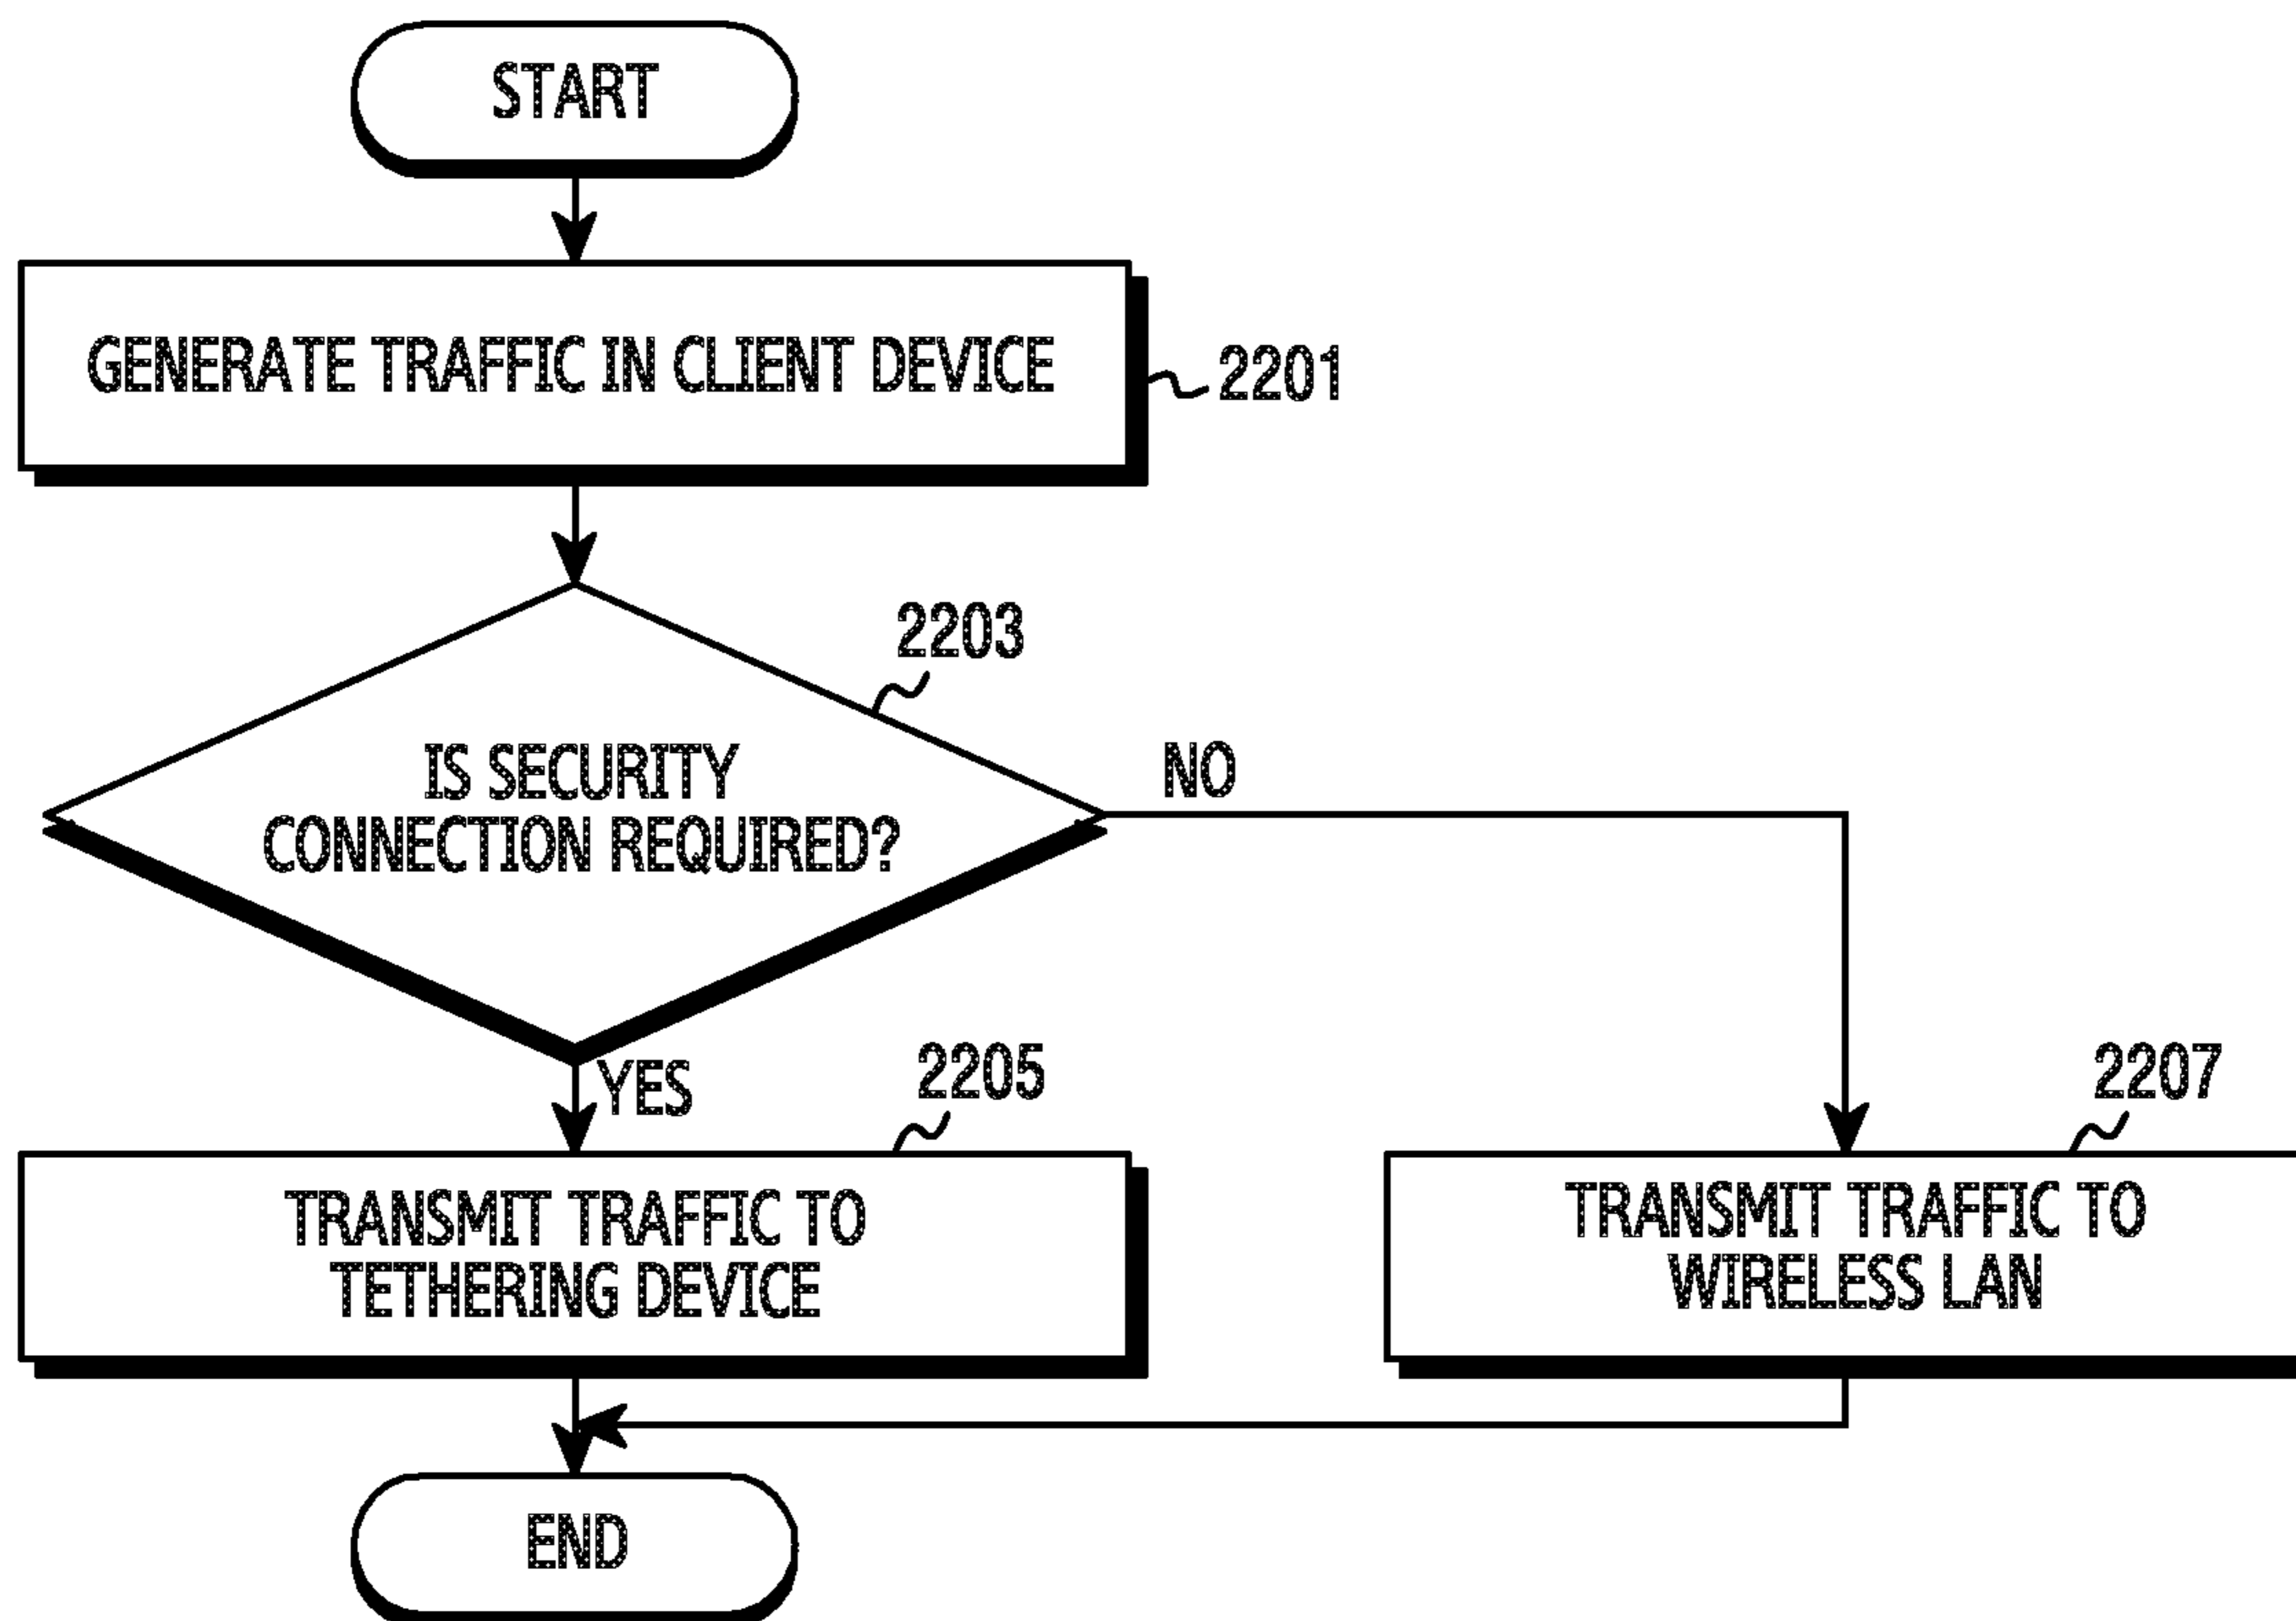 START
GENERATE TRAFFIC IN CLIENT DEVICE
2201
2203
IS SECURITY
CONNECTION REQUIRED?
NO
YES
2205
TRANSMIT TRAFFIC TO
TETHERING DEVICE
2207
TRANSMIT TRAFFIC TO
WIRELESS LAN
END